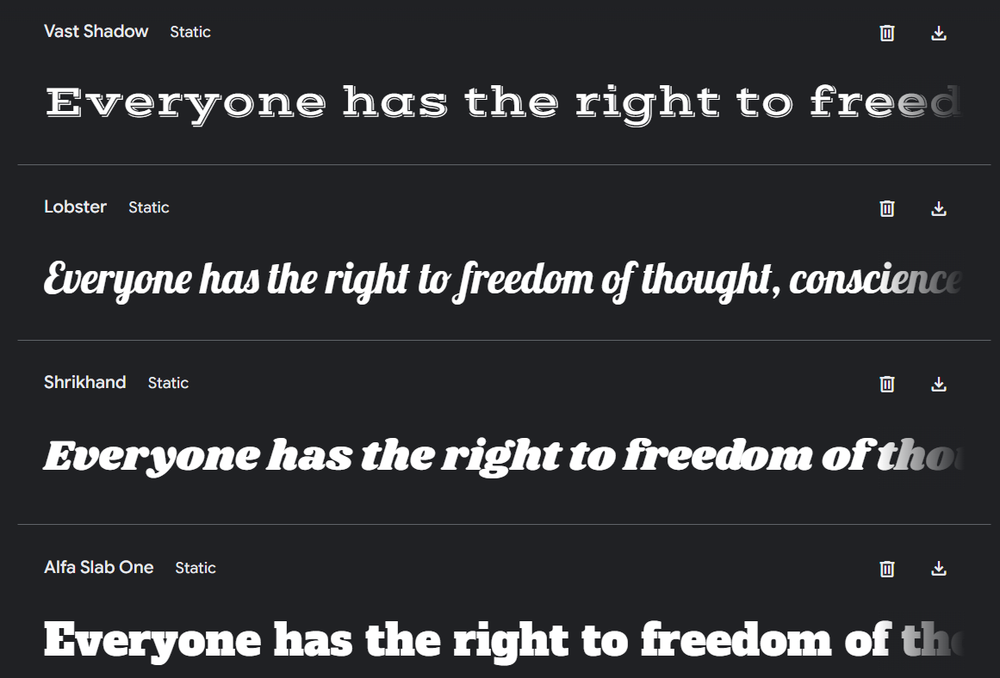 Vast Shadow Static
Everyone has the right to freed
Lobster Static
Everyone has the right to freedom of thought, conscience
Shrikhand Static
Everyone has the right to freedom of thou
Alfa Slab One Static
Everyone has the right to freedom of the